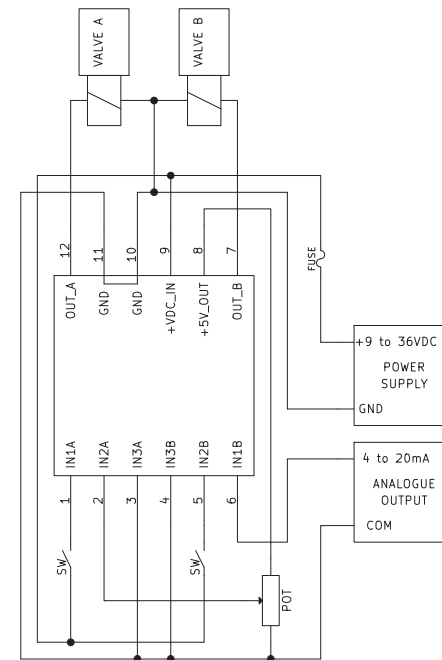 VALVE A
VALVE B
12
11
10
9
8
7
FUSE
OUT_A
GND
GND
+VDC_IN
+5V_OUT
OUT_B
+9 to 36VDC
POWER
SUPPLY
GND
IN1A
IN2A
IN3A
IN3B
IN2B
IN1B
4 to 20mA
ANALOGUE
OUTPUT
COM
1
2
3
4
5
6
SW
SW
POT